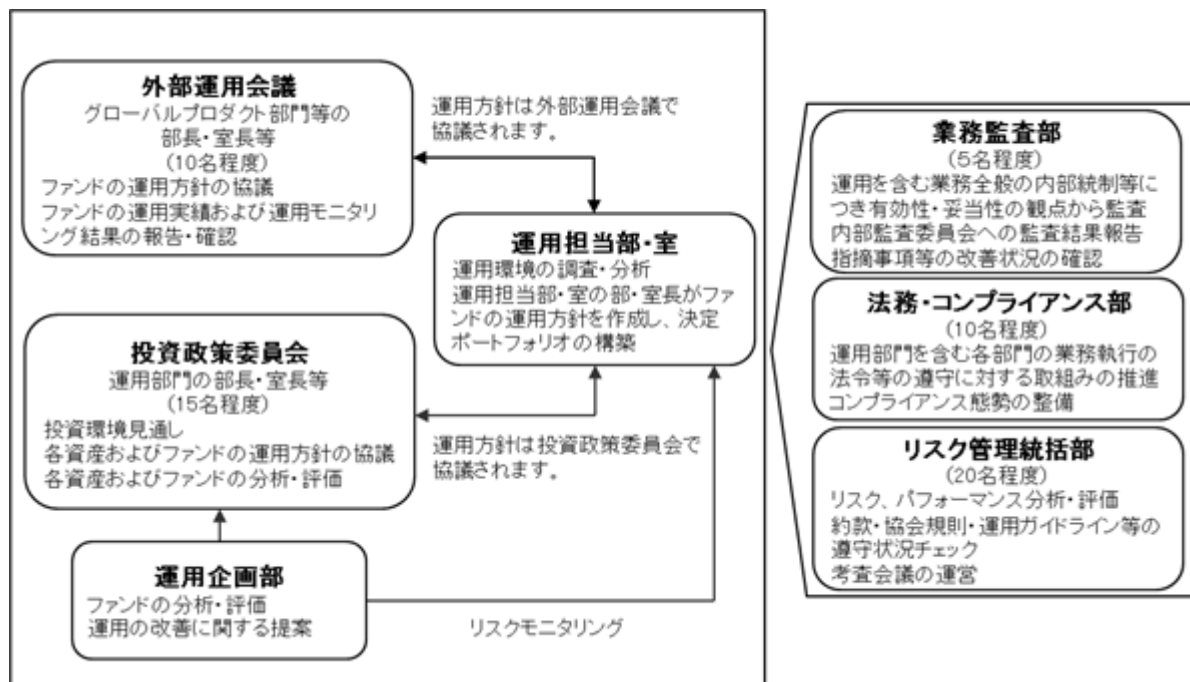 外部運用会議
グローバルプロダクト部門等の
部長・室長等
(10名程度)
ファンドの運用方針の協議
ファンドの運用実績および運用モニタリ
ング結果の報告・確認
運用方針は外部運用会議で
協議されます。
運用担当部・室
運用環境の調査・分析
運用担当部・室の部・室長がファ
ンドの運用方針を作成し、決定
ポートフォリオの構築
投資政策委員会
運用部門の部長・室長等
(15名程度)
投資環境見通し
各資産およびファンドの運用方針の協議
各資産およびファンドの分析・評価
運用方針は投資政策委員会で
協議されます。
運用企画部
ファンドの分析・評価
運用の改善に関する提案
リスクモニタリング
業務監査部
(5名程度)
運用を含む業務全般の内部統制等に
つき有効性・妥当性の観点から監査
内部監査委員会への監査結果報告
指摘事項等の改善状況の確認
法務・コンプライアンス部
(10名程度)
運用部門を含む各部門の業務執行の
法令等の遵守に対する取組みの推進
コンプライアンス態勢の整備
リスク管理統括部
(20名程度)
リスク、パフォーマンス分析・評価
約款・協会規則・運用ガイドライン等の
遵守状況チェック
考査会議の運営